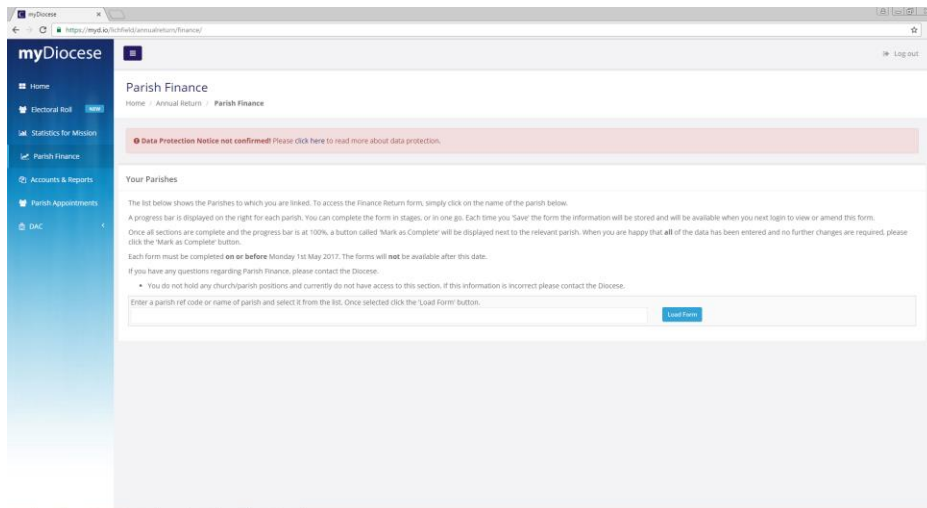 myDiocese
https://myd.io/lichfield/annualreturn/finance/
myDiocese
Log out
Home
Electoral Roll NEW
Statistics for Mission
Parish Finance
Accounts & Reports
Parish Appointments
DAC
Parish Finance
Home / Annual Return / Parish Finance
Data Protection Notice not confirmed! Please click here to read more about data protection.
Your Parishes
The list below shows the Parishes to which you are linked. To access the Finance Return form, simply click on the name of the parish below.
A progress bar is displayed on the right for each parish. You can complete the form in stages, or in one go. Each time you 'Save' the form the information will be stored and will be available when you next login to view or amend this form.
Once all sections are complete and the progress bar is at 100%, a button called 'Mark as Complete' will be displayed next to the relevant parish. When you are happy that all of the data has been entered and no further changes are required, please
click the 'Mark as Complete' button.
Each form must be completed on or before Monday 1st May 2017. The forms will not be available after this date.
If you have any questions regarding Parish Finance, please contact the Diocese.
• You do not hold any church/parish positions and currently do not have access to this section. If this information is incorrect please contact the Diocese.
Enter a parish ref code or name of parish and select it from the list. Once selected click the 'Load Form' button.
Load Form